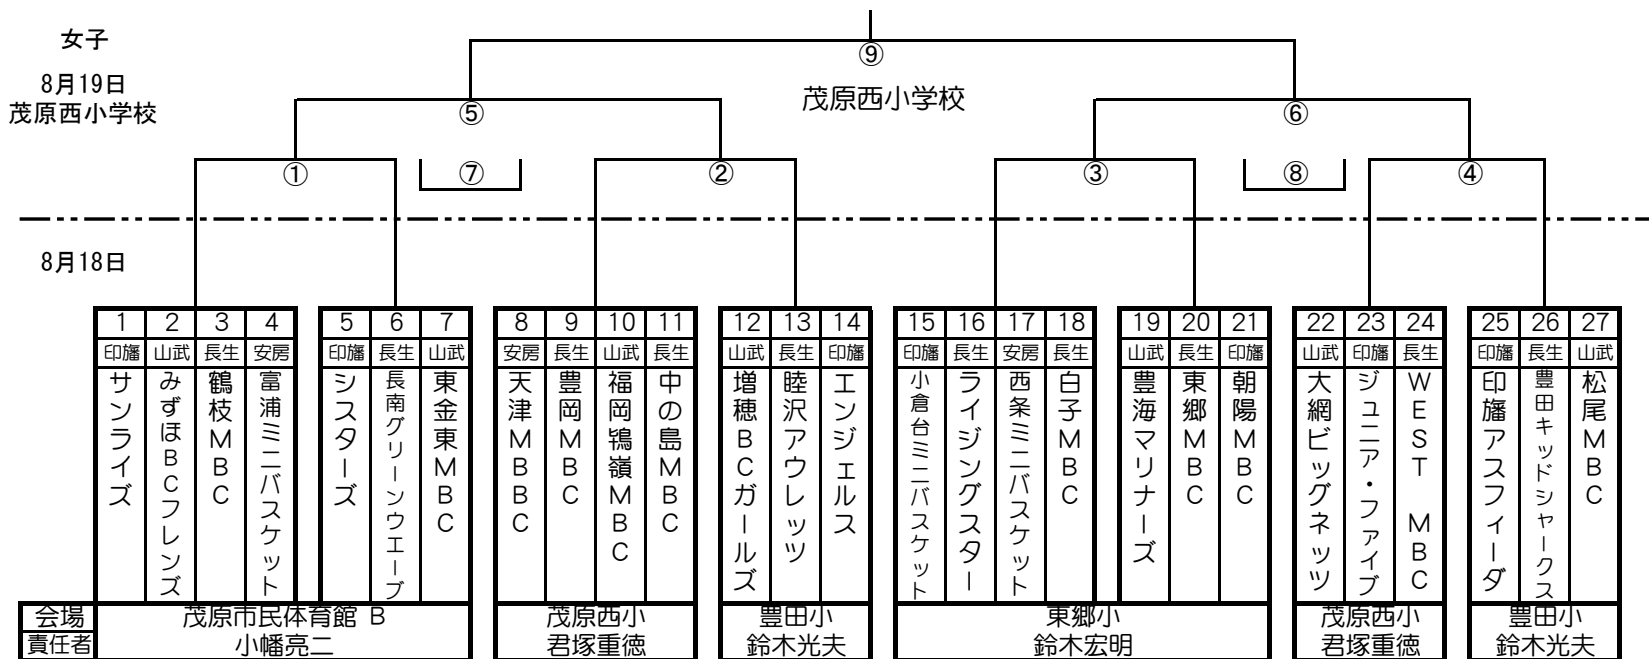 女子
⑨
8月19日
茂原西小学校
茂原西小学校
⑤
⑥
①
⑦
②
③
⑧
④
8月18日
1 2 3 4 5 6 7 8 9 10 11 12 13 14 15 16 17 18 19 20 21 22 23 24 25 26 27
印旛 山武 長生 安房 印旛 長生 山武 安房 長生 山武 長生 山武 長生 印旛 印旛 長生 安房 長生 山武 長生 印旛 山武 印旛 長生 印旛 長生 山武
サンライズ
みずほBCフレンズ
鶴枝MBC
富浦ミニバスケット
シスターズ
長南グリーンウエーブ
東金東MBC
天津MBBC
豊岡MBC
福岡鴇嶺MBC
中の島MBC
増穂BCガールズ
睦沢アウレッツ
エンジェルス
小倉台ミニバスケット
ライジングスター
西条ミニバスケット
白子MBC
豊海マリナーズ
東郷MBC
朝陽MBC
大網ビッグネッツ
ジュニア・ファイブ
WEST MBC
印旛アスフィーダ
豊田キッドシャークス
松尾MBC
会場 茂原市民体育館 B 茂原西小 豊田小 東郷小 茂原西小 豊田小
責任者 小幡亮二 君塚重徳 鈴木光夫 鈴木宏明 君塚重徳 鈴木光夫